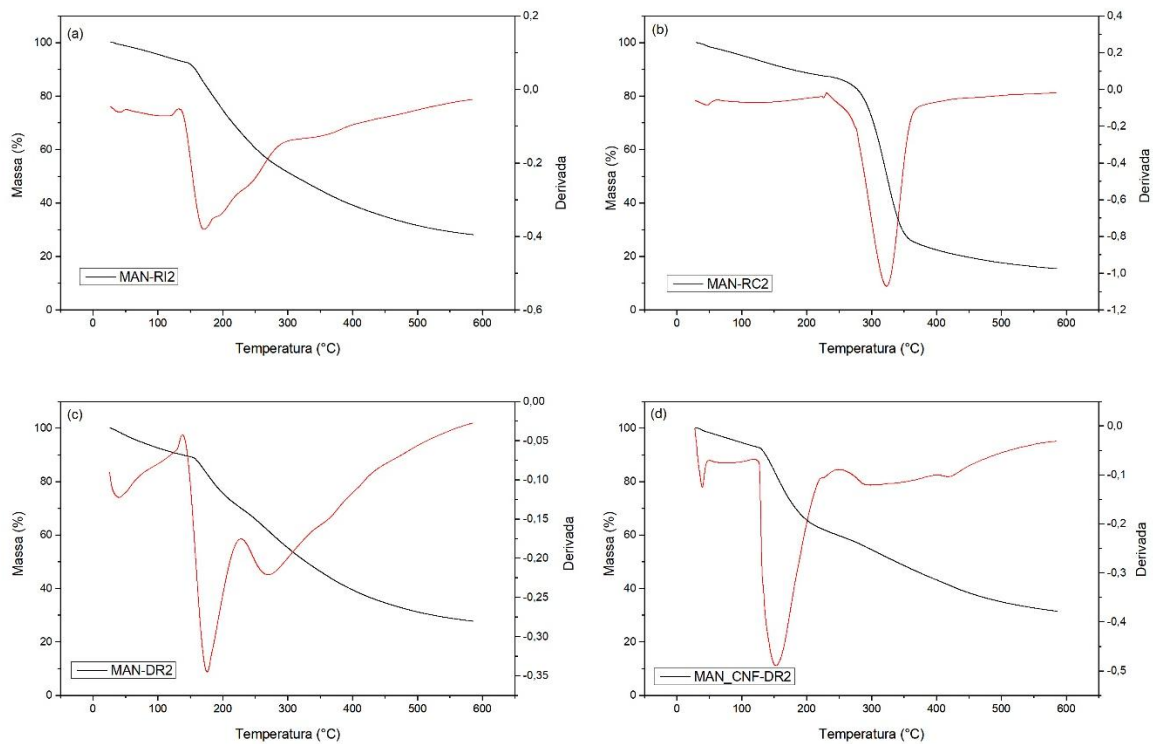 (a)
Massa (%)
100
80
60
40
20
0
0,2
0,0
-0,2
-0,4
-0,6
Derivada
MAN-RI2
0 100 200 300 400 500 600
Temperatura (°C)
(b)
Massa (%)
100
80
60
40
20
0
0,4
0,2
0,0
-0,2
-0,4
-0,6
-0,8
-1,0
-1,2
Derivada
MAN-RC2
0 100 200 300 400 500 600
Temperatura (°C)
(c)
Massa (%)
100
80
60
40
20
0
0,00
-0,05
-0,10
-0,15
-0,20
-0,25
-0,30
-0,35
Derivada
MAN-DR2
0 100 200 300 400 500 600
Temperatura (°C)
(d)
Massa (%)
100
80
60
40
20
0
0,0
-0,1
-0,2
-0,3
-0,4
-0,5
Derivada
MAN_CNF-DR2
0 100 200 300 400 500 600
Temperatura (°C)